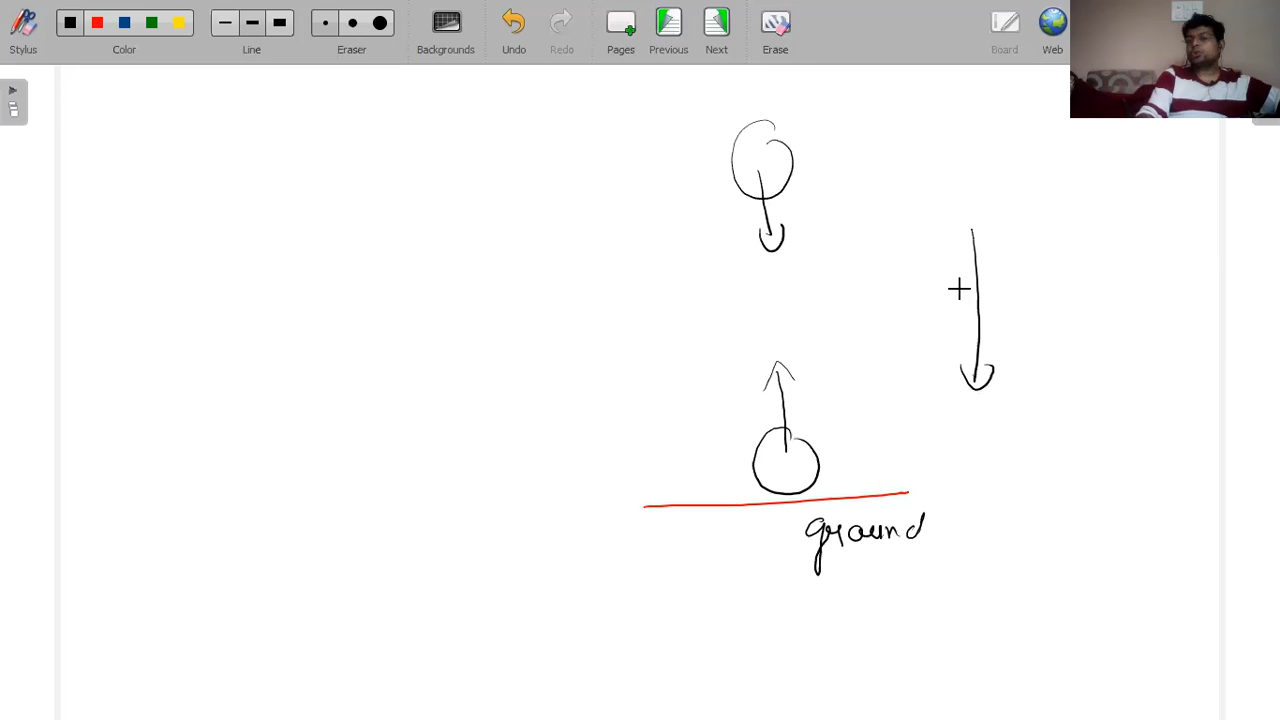 Stylus
Color
Line
Eraser
Backgrounds
Undo
Redo
Pages
Previous
Next
Erase
Board
Web
+
ground